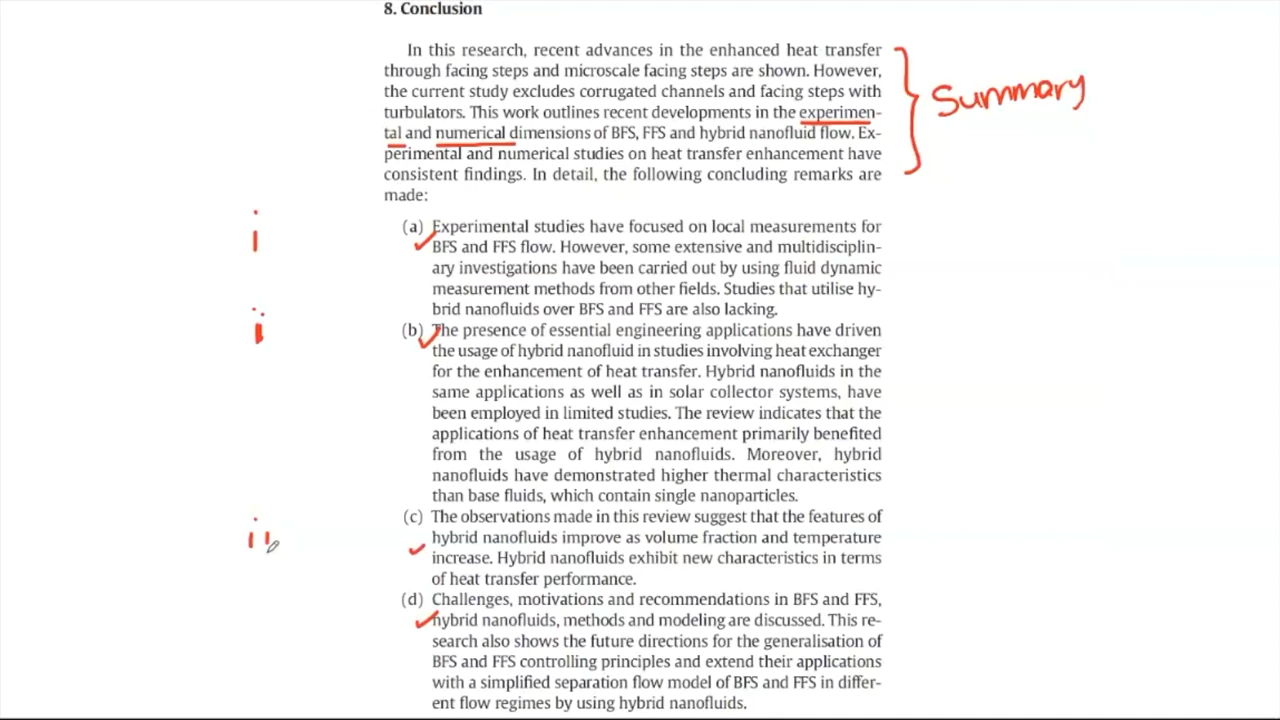 8. Conclusion
In this research, recent advances in the enhanced heat transfer
through facing steps and microscale facing steps are shown. However,
the current study excludes corrugated channels and facing steps with
turbulators. This work outlines recent developments in the experimen-
tal and numerical dimensions of BFS, FFS and hybrid nanofluid flow. Ex-
perimental and numerical studies on heat transfer enhancement have
consistent findings. In detail, the following concluding remarks are
made:
Summary
i
(a) Experimental studies have focused on local measurements for
BFS and FFS flow. However, some extensive and multidisciplin-
ary investigations have been carried out by using fluid dynamic
measurement methods from other fields. Studies that utilise hy-
brid nanofluids over BFS and FFS are also lacking.
ii
(b) The presence of essential engineering applications have driven
the usage of hybrid nanofluid in studies involving heat exchanger
for the enhancement of heat transfer. Hybrid nanofluids in the
same applications as well as in solar collector systems, have
been employed in limited studies. The review indicates that the
applications of heat transfer enhancement primarily benefited
from the usage of hybrid nanofluids. Moreover, hybrid
nanofluids have demonstrated higher thermal characteristics
than base fluids, which contain single nanoparticles.
ii
(c) The observations made in this review suggest that the features of
hybrid nanofluids improve as volume fraction and temperature
increase. Hybrid nanofluids exhibit new characteristics in terms
of heat transfer performance.
(d) Challenges, motivations and recommendations in BFS and FFS,
hybrid nanofluids, methods and modeling are discussed. This re-
search also shows the future directions for the generalisation of
BFS and FFS controlling principles and extend their applications
with a simplified separation flow model of BFS and FFS in differ-
ent flow regimes by using hybrid nanofluids.